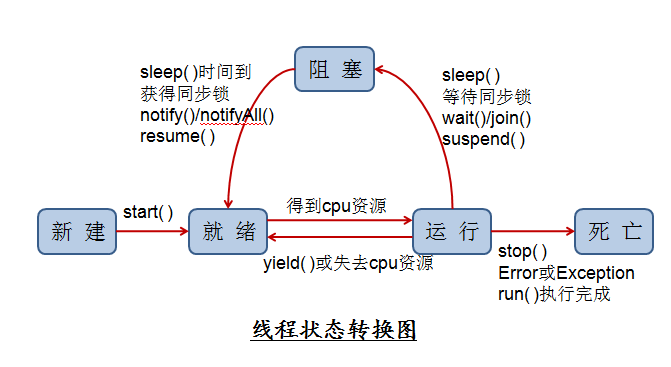 阻 塞
sleep( )时间到
获得同步锁
notify()/notifyAll()
resume( )
sleep( )
等待同步锁
wait()/join()
suspend( )
新 建
start( )
就 绪
得到cpu资源
yield( )或失去cpu资源
运 行
死 亡
stop( )
Error或Exception
run( )执行完成
线程状态转换图